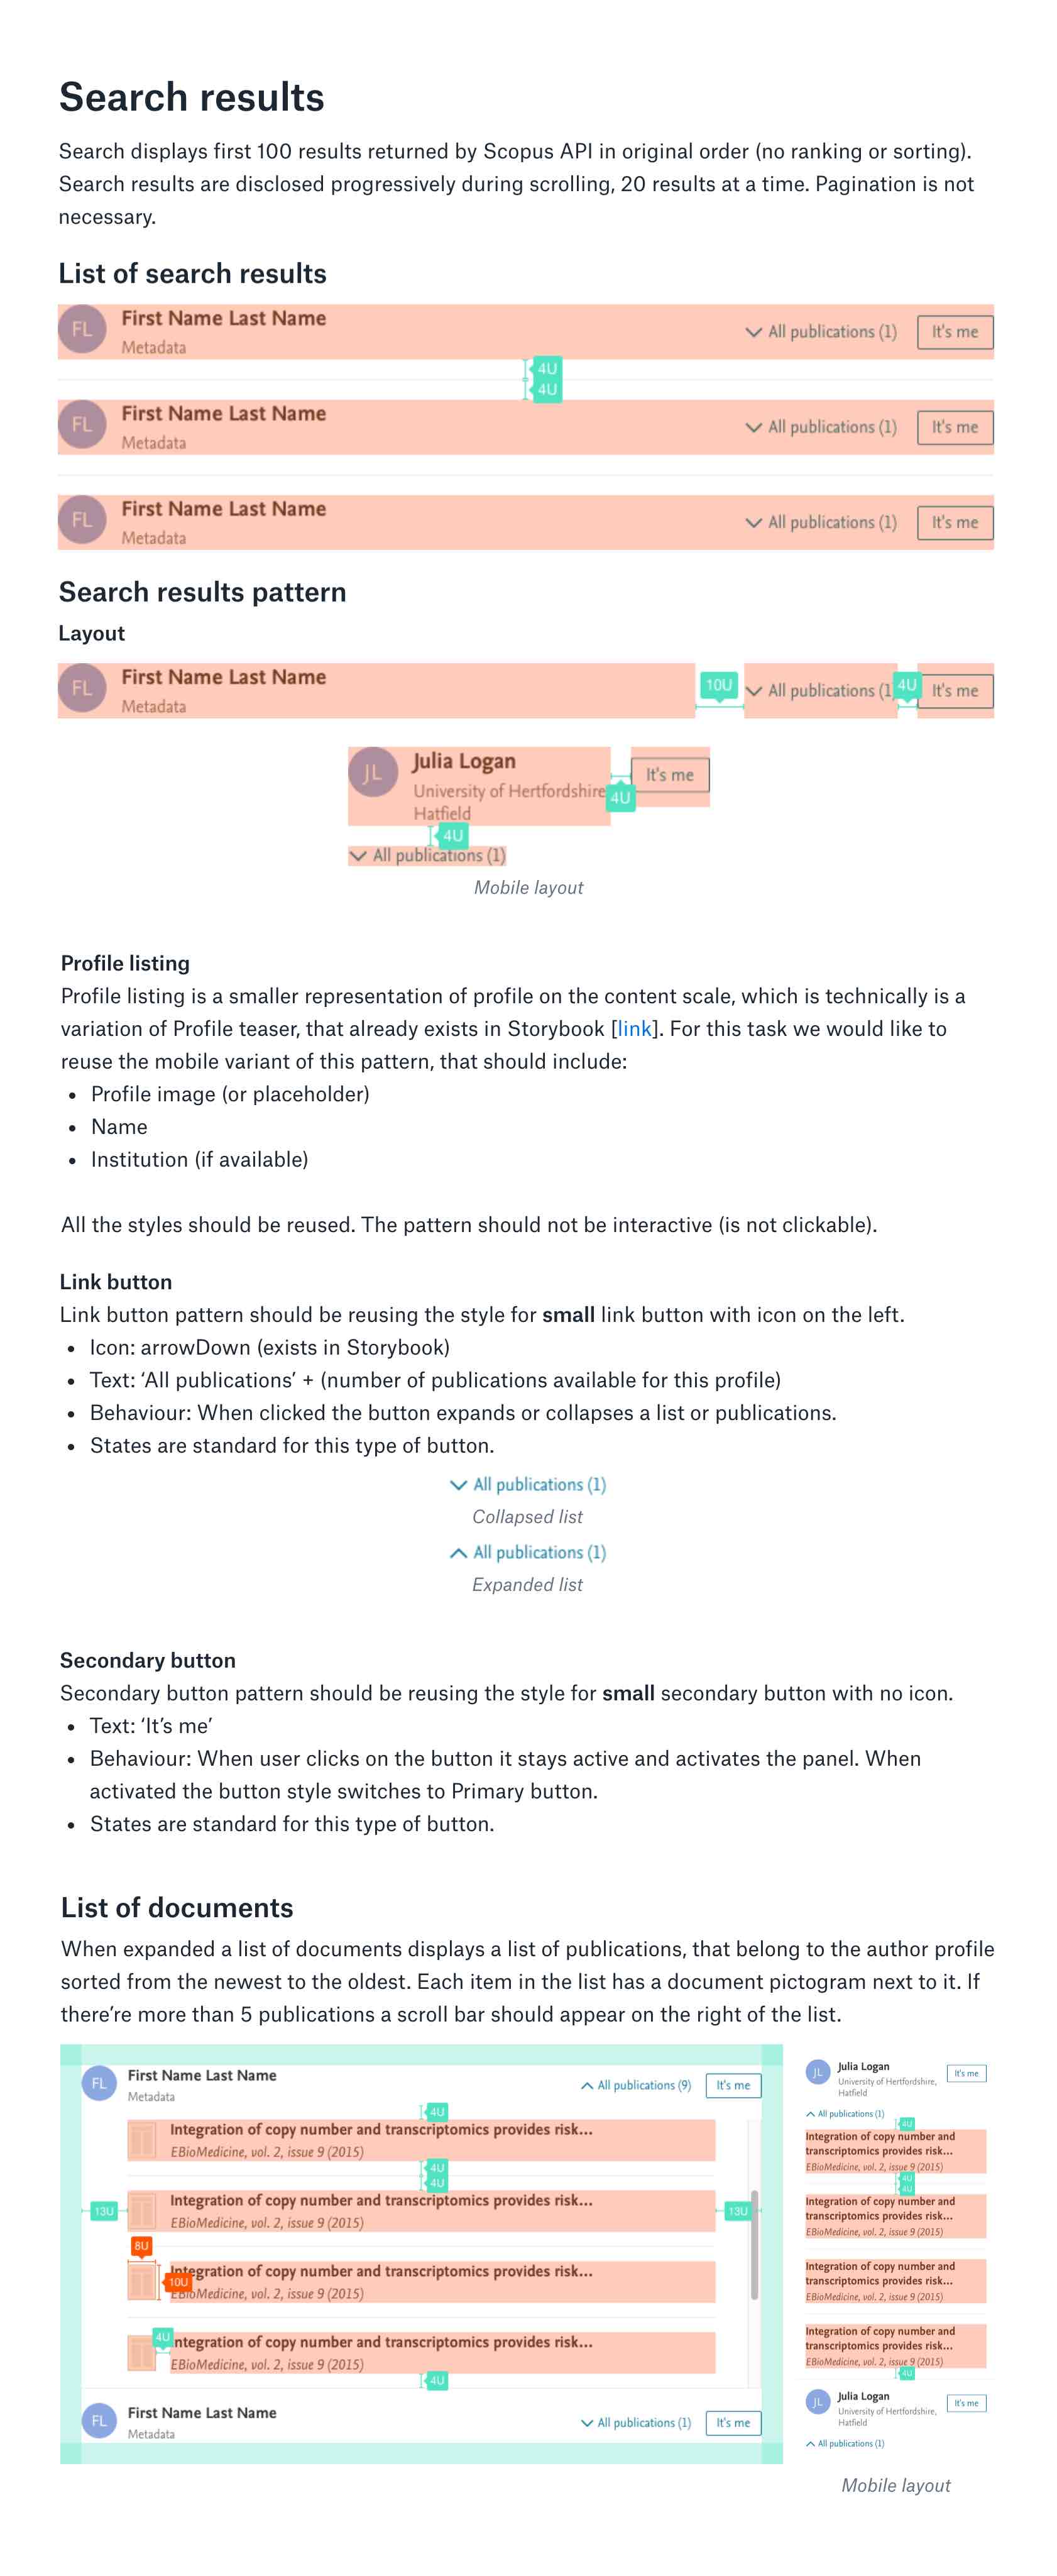 Search results
Search displays first 100 results returned by Scopus API in original order (no ranking or sorting).
Search results are disclosed progressively during scrolling, 20 results at a time. Pagination is not
necessary.
List of search results
FL First Name Last Name
Metadata
All publications (1) It's me
4U
4U
FL First Name Last Name
Metadata
All publications (1) It's me
FL First Name Last Name
Metadata
All publications (1) It's me
Search results pattern
Layout
FL First Name Last Name
Metadata
10U All publications (1 4U It's me
JL Julia Logan
University of Hertfordshire
Hatfield
4U It's me
4U
All publications (1)
Mobile layout
Profile listing
Profile listing is a smaller representation of profile on the content scale, which is technically is a
variation of Profile teaser, that already exists in Storybook [link]. For this task we would like to
reuse the mobile variant of this pattern, that should include:
• Profile image (or placeholder)
• Name
• Institution (if available)
All the styles should be reused. The pattern should not be interactive (is not clickable).
Link button
Link button pattern should be reusing the style for small link button with icon on the left.
• Icon: arrowDown (exists in Storybook)
• Text: ‘All publications’ + (number of publications available for this profile)
• Behaviour: When clicked the button expands or collapses a list or publications.
• States are standard for this type of button.
All publications (1)
Collapsed list
All publications (1)
Expanded list
Secondary button
Secondary button pattern should be reusing the style for small secondary button with no icon.
• Text: ‘It’s me’
• Behaviour: When user clicks on the button it stays active and activates the panel. When
activated the button style switches to Primary button.
• States are standard for this type of button.
List of documents
When expanded a list of documents displays a list of publications, that belong to the author profile
sorted from the newest to the oldest. Each item in the list has a document pictogram next to it. If
there’re more than 5 publications a scroll bar should appear on the right of the list.
FL First Name Last Name
Metadata
All publications (9) It's me
4U
Integration of copy number and transcriptomics provides risk...
EBioMedicine, vol. 2, issue 9 (2015)
4U
4U
Integration of copy number and transcriptomics provides risk...
EBioMedicine, vol. 2, issue 9 (2015)
13U
13U
8U
10U
Integration of copy number and transcriptomics provides risk...
EBioMedicine, vol. 2, issue 9 (2015)
4U
Integration of copy number and transcriptomics provides risk...
EBioMedicine, vol. 2, issue 9 (2015)
4U
FL First Name Last Name
Metadata
All publications (1) It's me
JL Julia Logan
University of Hertfordshire,
Hatfield
It's me
All publications (1)
4U
Integration of copy number and
transcriptomics provides risk...
EBioMedicine, vol. 2, issue 9 (2015)
4U
4U
Integration of copy number and
transcriptomics provides risk...
EBioMedicine, vol. 2, issue 9 (2015)
Integration of copy number and
transcriptomics provides risk...
EBioMedicine, vol. 2, issue 9 (2015)
Integration of copy number and
transcriptomics provides risk...
EBioMedicine, vol. 2, issue 9 (2015)
4U
JL Julia Logan
University of Hertfordshire,
Hatfield
It's me
All publications (1)
Mobile layout